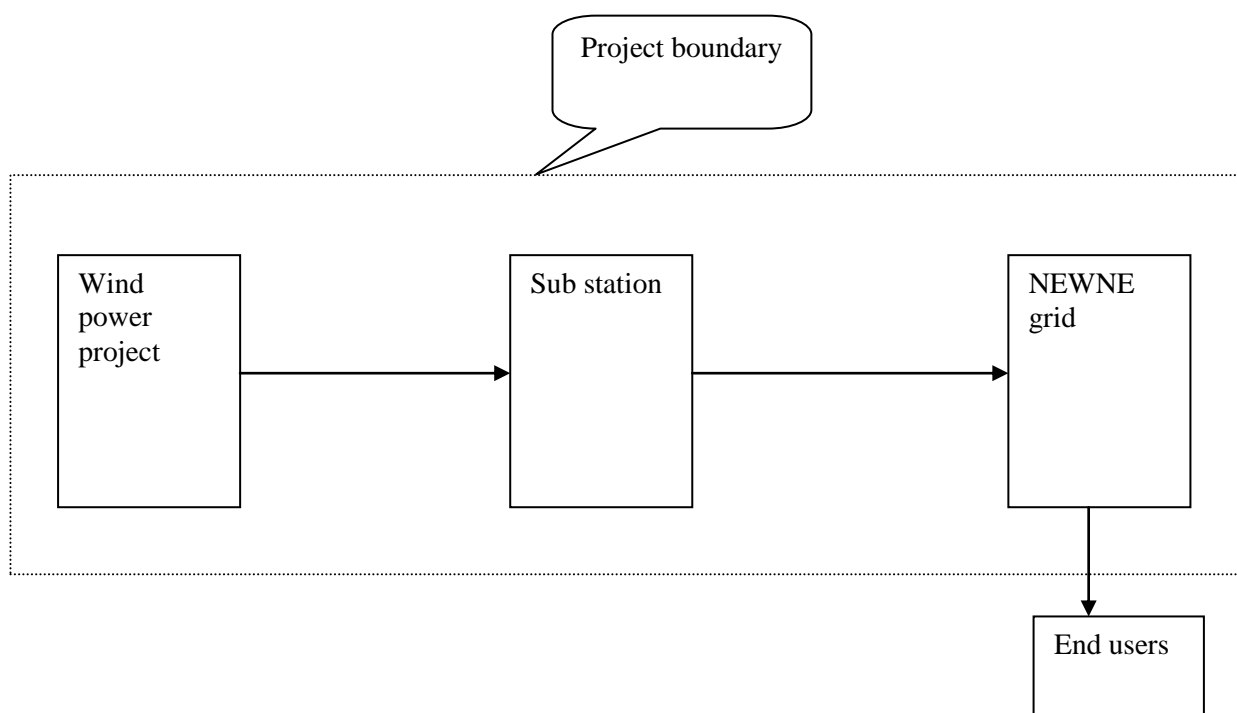 Project boundary
Wind
power
project
Sub station
NEWNE
grid
End users